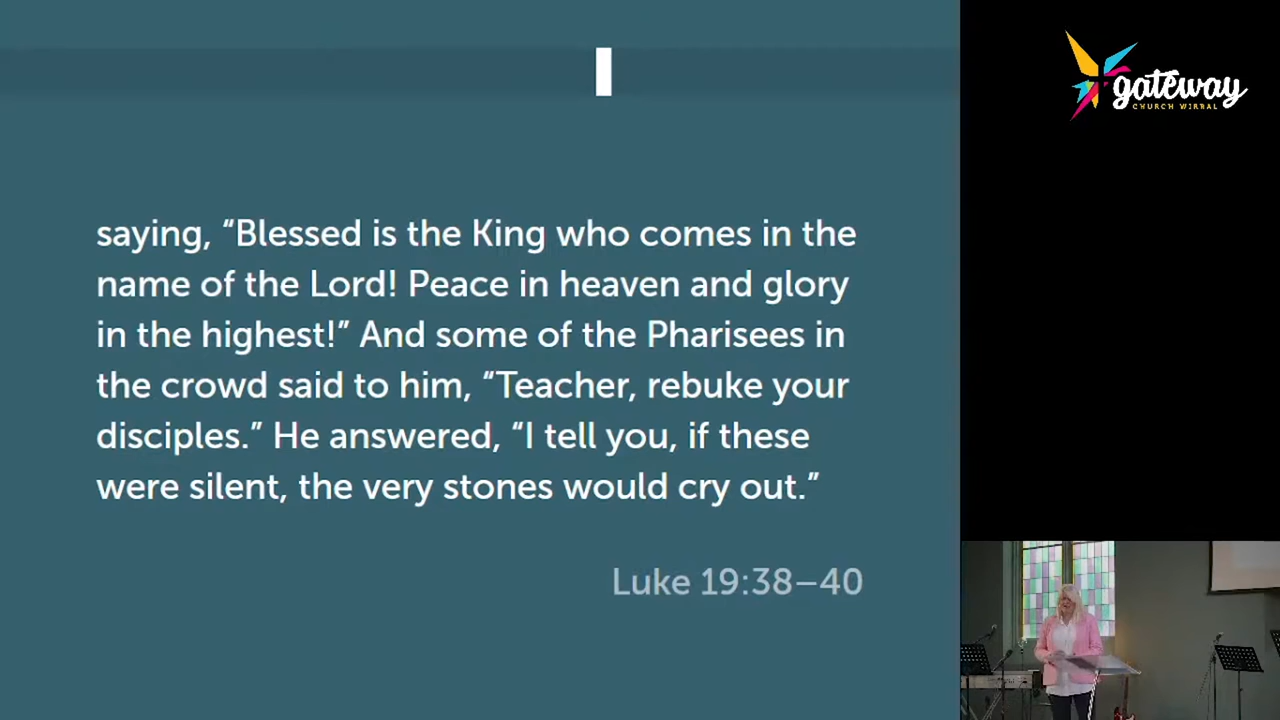 saying, “Blessed is the King who comes in the
name of the Lord! Peace in heaven and glory
in the highest!” And some of the Pharisees in
the crowd said to him, “Teacher, rebuke your
disciples.” He answered, “I tell you, if these
were silent, the very stones would cry out.”
Luke 19:38–40
gateway
CHURCH WIRRAL